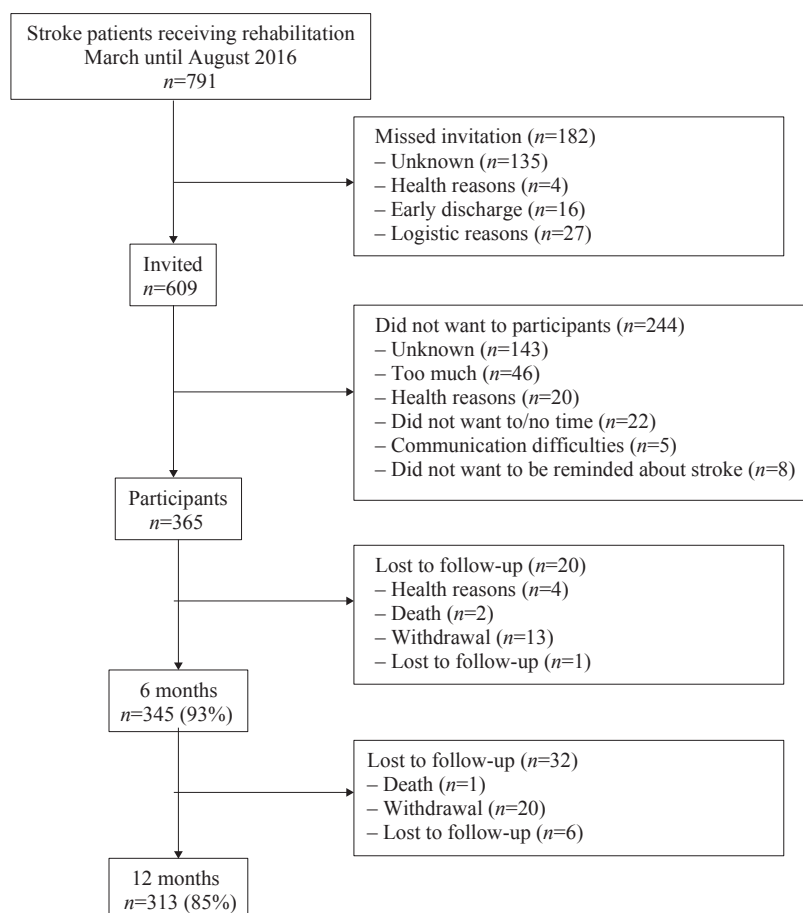 Stroke patients receiving rehabilitation
March until August 2016
n=791
Missed invitation (n=182)
– Unknown (n=135)
– Health reasons (n=4)
– Early discharge (n=16)
– Logistic reasons (n=27)
Invited
n=609
Did not want to participants (n=244)
– Unknown (n=143)
– Too much (n=46)
– Health reasons (n=20)
– Did not want to/no time (n=22)
– Communication difficulties (n=5)
– Did not want to be reminded about stroke (n=8)
Participants
n=365
Lost to follow-up (n=20)
– Health reasons (n=4)
– Death (n=2)
– Withdrawal (n=13)
– Lost to follow-up (n=1)
6 months
n=345 (93%)
Lost to follow-up (n=32)
– Death (n=1)
– Withdrawal (n=20)
– Lost to follow-up (n=6)
12 months
n=313 (85%)